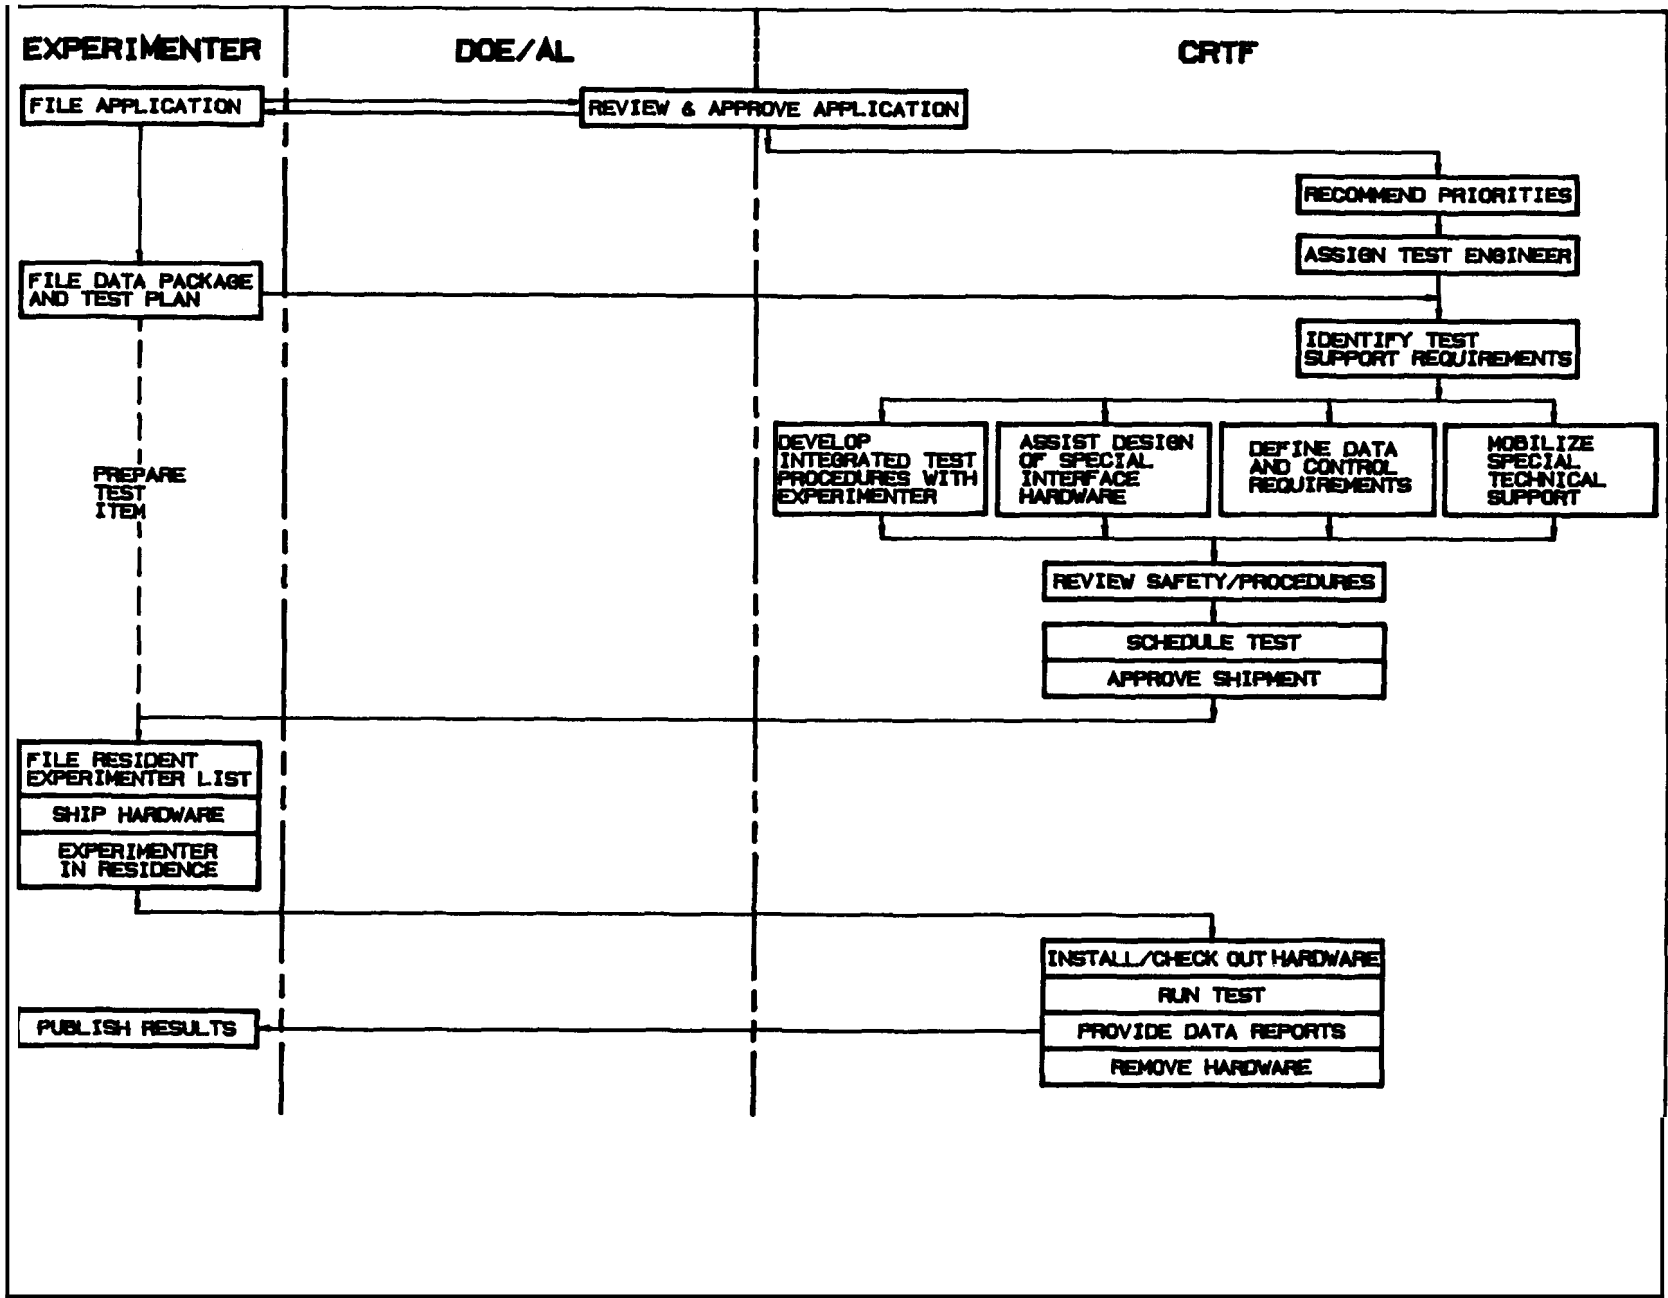 EXPERIMENTER
DOE/AL
CRTF
FILE APPLICATION
REVIEW & APPROVE APPLICATION
RECOMMEND PRIORITIES
ASSIGN TEST ENGINEER
FILE DATA PACKAGE
AND TEST PLAN
IDENTIFY TEST
SUPPORT REQUIREMENTS
DEVELOP
INTEGRATED TEST
PROCEDURES WITH
EXPERIMENTER
ASSIST DESIGN
OF SPECIAL
INTERFACE
HARDWARE
DEFINE DATA
AND CONTROL
REQUIREMENTS
MOBILIZE
SPECIAL
TECHNICAL
SUPPORT
PREPARE
TEST
ITEM
REVIEW SAFETY/PROCEDURES
SCHEDULE TEST
APPROVE SHIPMENT
FILE RESIDENT
EXPERIMENTER LIST
SHIP HARDWARE
EXPERIMENTER
IN RESIDENCE
INSTALL/CHECK OUT HARDWARE
RUN TEST
PROVIDE DATA REPORTS
REMOVE HARDWARE
PUBLISH RESULTS